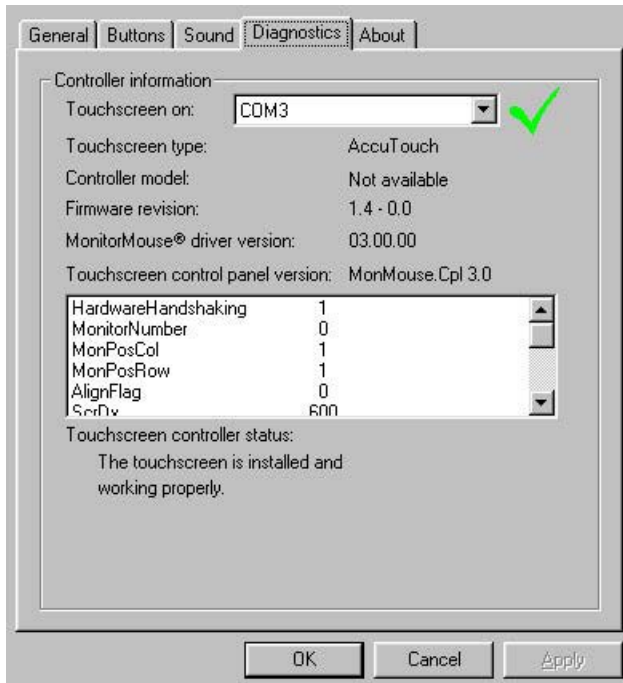 General Buttons Sound Diagnostics About
Controller information
Touchscreen on: COM3
Touchscreen type: AccuTouch
Controller model: Not available
Firmware revision: 1.4 - 0.0
MonitorMouse® driver version: 03.00.00
Touchscreen control panel version: MonMouse.Cpl 3.0
HardwareHandshaking 1
MonitorNumber 0
MonPosCol 1
MonPosRow 1
AlignFlag 0
ScrDx 600
Touchscreen controller status:
The touchscreen is installed and
working properly.
OK Cancel Apply